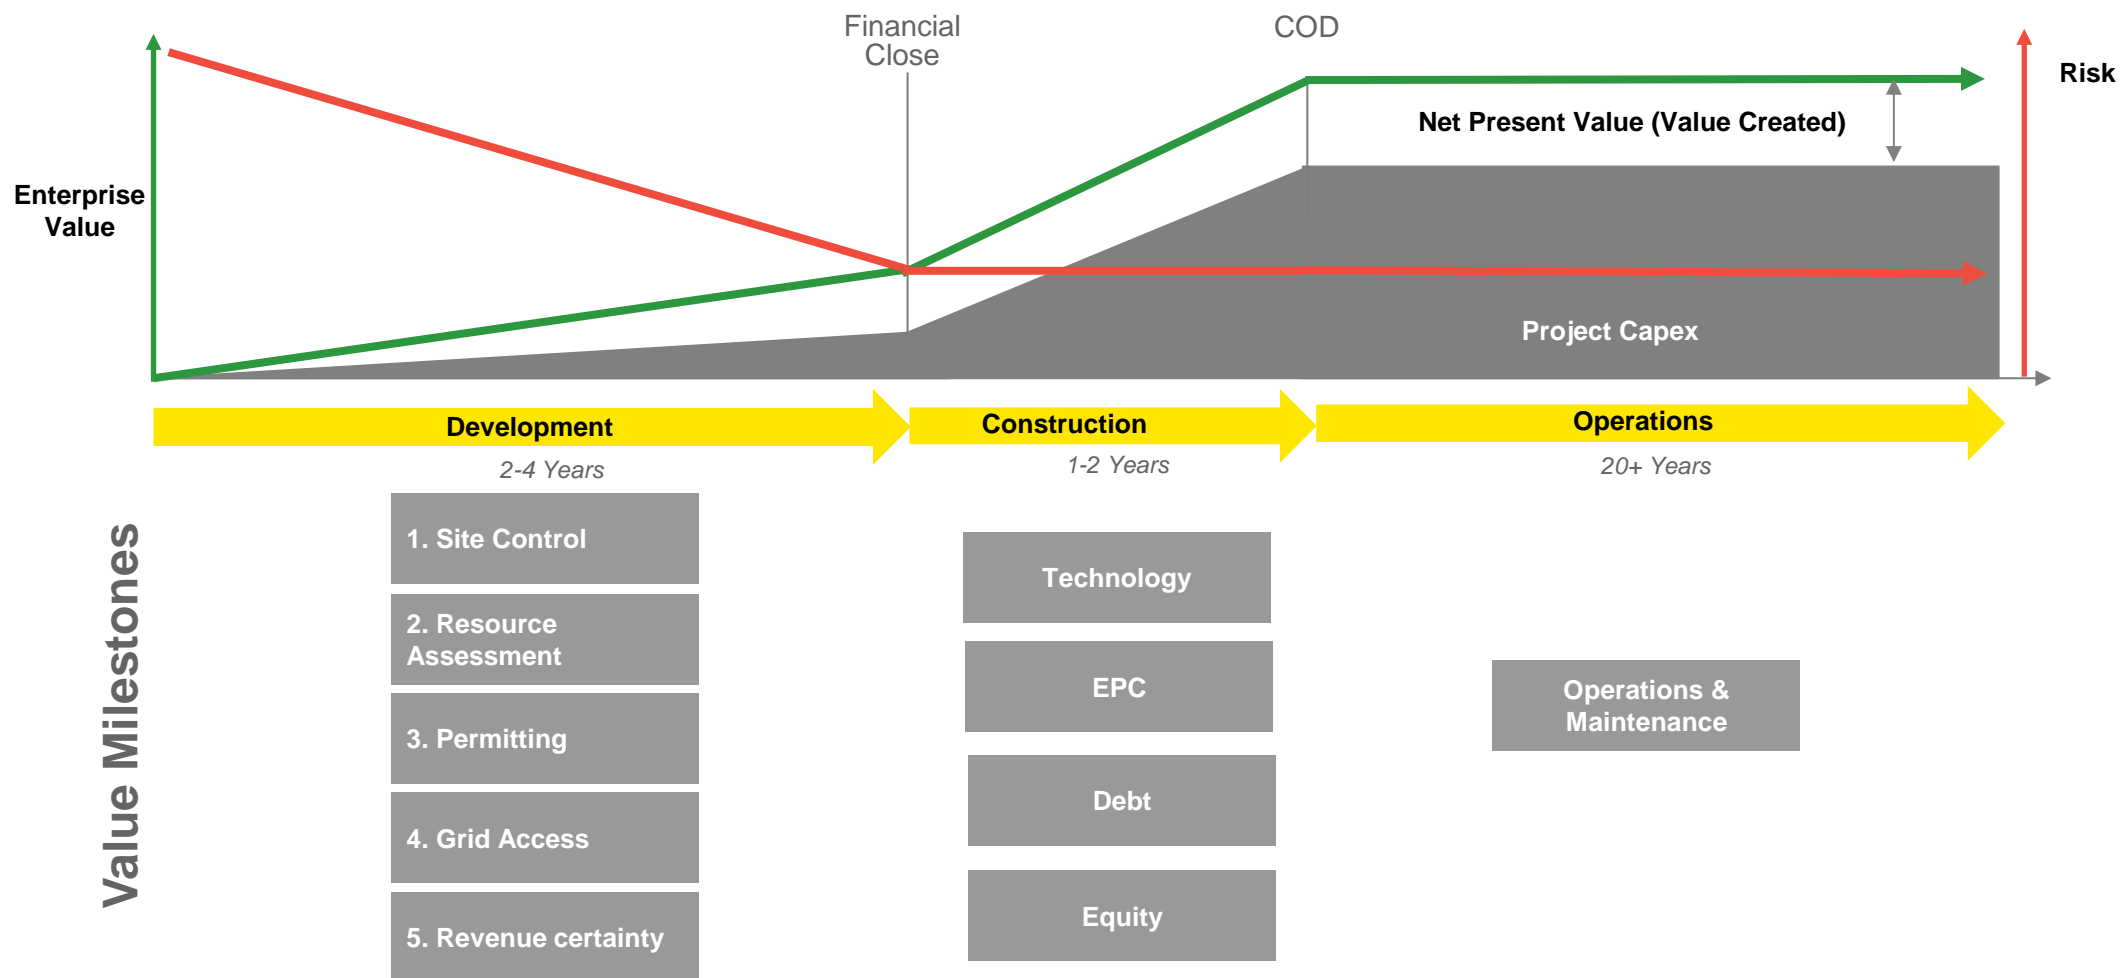 Financial
Close
COD
Risk
Net Present Value (Value Created)
Enterprise
Value
Project Capex
Development
Construction
Operations
2-4 Years
1-2 Years
20+ Years
Value Milestones
1. Site Control
2. Resource
Assessment
3. Permitting
4. Grid Access
5. Revenue certainty
Technology
EPC
Debt
Equity
Operations &
Maintenance